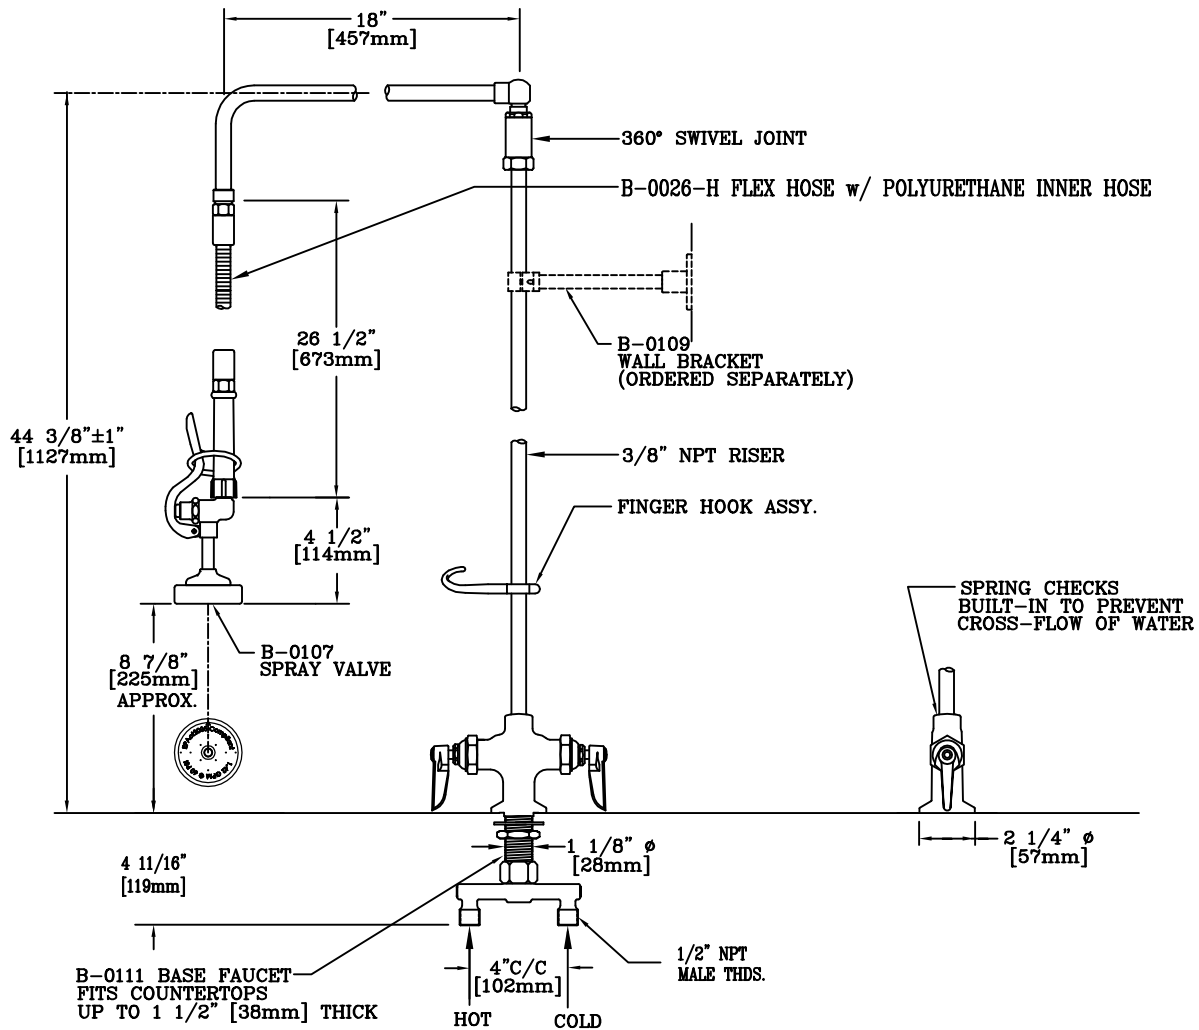 18"
[457mm]
360° SWIVEL JOINT
B-0026-H FLEX HOSE w/ POLYURETHANE INNER HOSE
26 1/2"
[673mm]
B-0109
WALL BRACKET
(ORDERED SEPARATELY)
44 3/8"±1"
[1127mm]
3/8" NPT RISER
FINGER HOOK ASSY.
4 1/2"
[114mm]
SPRING CHECKS
BUILT-IN TO PREVENT
CROSS-FLOW OF WATER
B-0107
SPRAY VALVE
8 7/8"
[225mm]
APPROX.
1 1/8" ø
[28mm]
2 1/4" ø
[57mm]
4 11/16"
[119mm]
1/2" NPT
MALE THDS.
4"C/C
[102mm]
B-0111 BASE FAUCET
FITS COUNTERTOPS
UP TO 1 1/2" [38mm] THICK
HOT
COLD